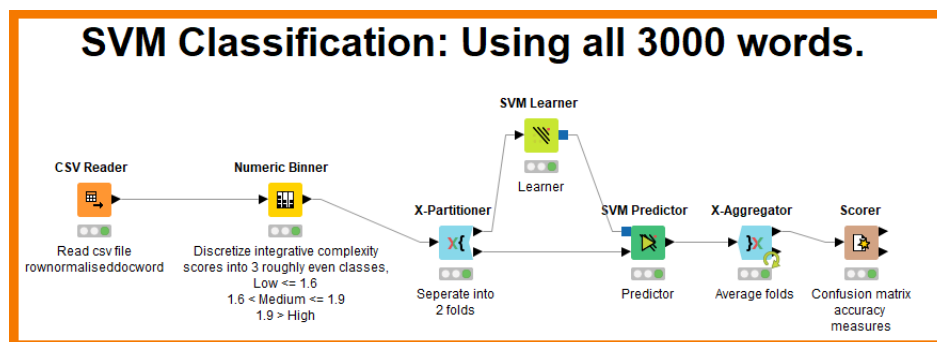 SVM Classification: Using all 3000 words.
SVM Learner
Learner
CSV Reader
Read csv file
rownormaliseddocword
Numeric Binner
Discretize integrative complexity
scores into 3 roughly even classes,
Low <= 1.6
1.6 < Medium <= 1.9
1.9 > High
X-Partitioner
Seperate into
2 folds
SVM Predictor
Predictor
X-Aggregator
Average folds
Scorer
Confusion matrix
accuracy
measures